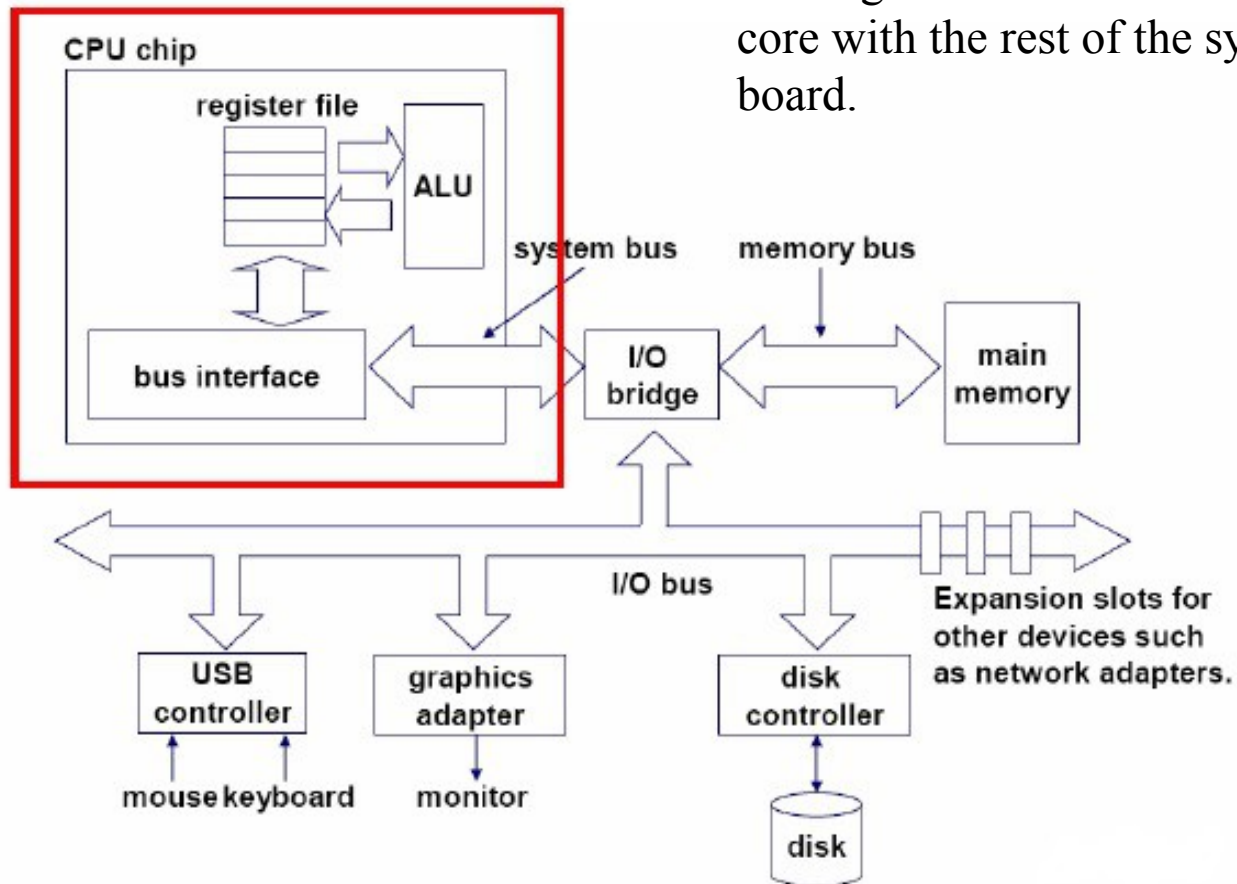 core with the rest of the sy
board.
CPU chip
register file
ALU
system bus
memory bus
bus interface
I/O
bridge
main
memory
I/O bus
Expansion slots for
other devices such
as network adapters.
USB
controller
graphics
adapter
disk
controller
mouse keyboard
monitor
disk